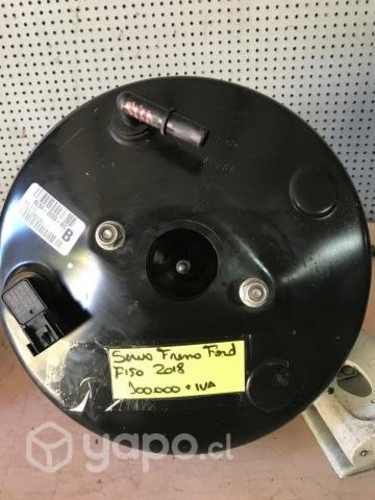 Servo Freno Ford
F150 2018
300.000 + IVA
B
yapo.cl